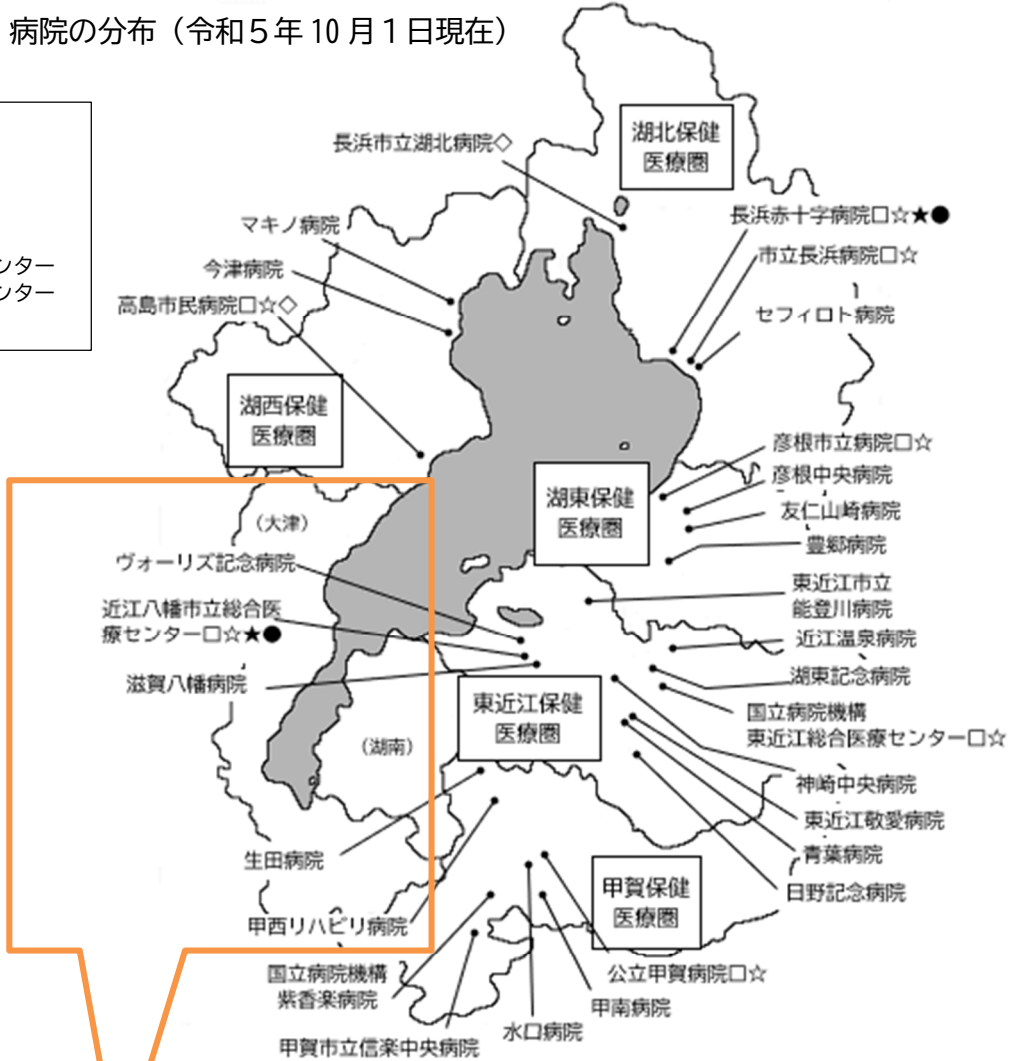 病院の分布（令和５年10月１日現在）
ンター
ンター
湖北保健
医療圏
長浜市立湖北病院◇
マキノ病院
今津病院
高島市民病院□☆◇
長浜赤十字病院□☆★●
市立長浜病院□☆
セフィロト病院
湖西保健
医療圏
彦根市立病院□☆
彦根中央病院
友仁山崎病院
豊郷病院
湖東保健
医療圏
（大津）
ヴォーリズ記念病院
近江八幡市立総合医
療センター□☆★●
滋賀八幡病院
東近江市立
能登川病院
近江温泉病院
湖東記念病院
国立病院機構
東近江総合医療センター□☆
東近江保健
医療圏
（湖南）
神崎中央病院
東近江敬愛病院
青葉病院
日野記念病院
生田病院
甲西リハビリ病院
甲賀保健
医療圏
国立病院機構
紫香楽病院
甲賀市立信楽中央病院
水口病院
公立甲賀病院□☆
甲南病院